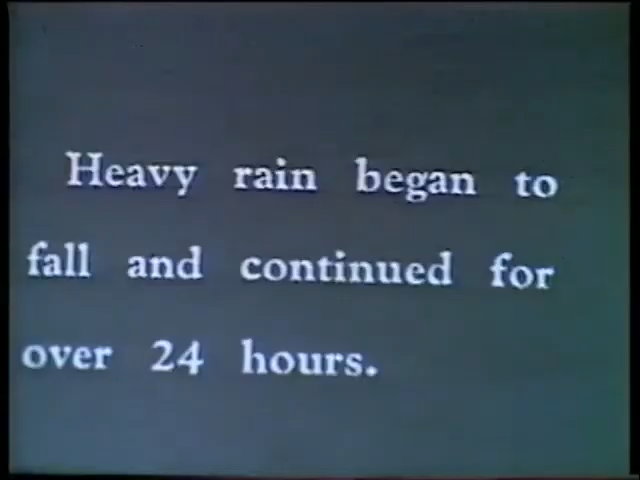 Heavy rain began to
fall and continued for
over 24 hours.